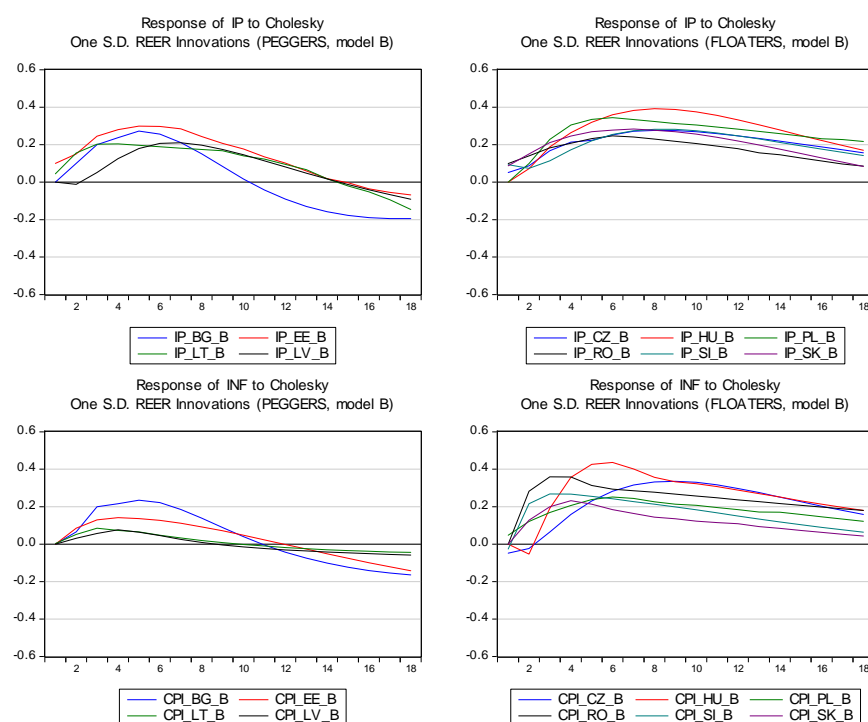 Response of IP to Cholesky
One S.D. REER Innovations (PEGGERS, model B)
0.6
0.4
0.2
0.0
-0.2
-0.4
-0.6
2 4 6 8 10 12 14 16 18
IP_BG_B IP_EE_B
IP_LT_B IP_LV_B
Response of IP to Cholesky
One S.D. REER Innovations (FLOATERS, model B)
0.6
0.4
0.2
0.0
-0.2
-0.4
-0.6
2 4 6 8 10 12 14 16 18
IP_CZ_B IP_HU_B IP_PL_B
IP_RO_B IP_SI_B IP_SK_B
Response of INF to Cholesky
One S.D. REER Innovations (PEGGERS, model B)
0.6
0.4
0.2
0.0
-0.2
-0.4
-0.6
2 4 6 8 10 12 14 16 18
CPI_BG_B CPI_EE_B
CPI_LT_B CPI_LV_B
Response of INF to Cholesky
One S.D. REER Innovations (FLOATERS, model B)
0.6
0.4
0.2
0.0
-0.2
-0.4
-0.6
2 4 6 8 10 12 14 16 18
CPI_CZ_B CPI_HU_B CPI_PL_B
CPI_RO_B CPI_SI_B CPI_SK_B